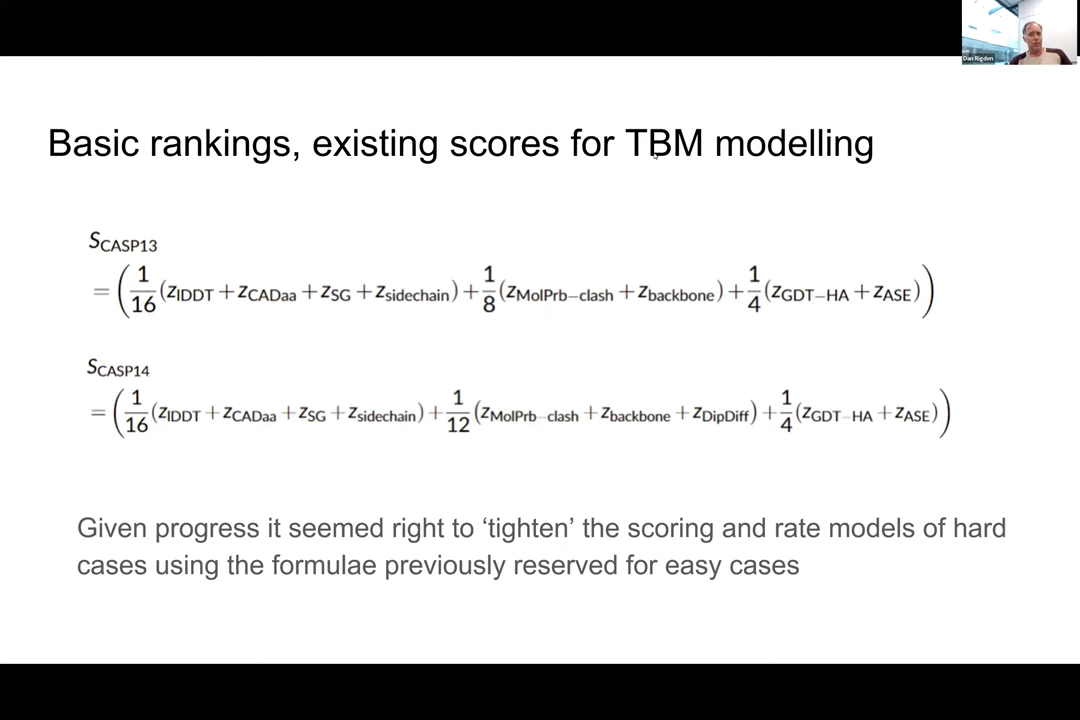 Dan Rigden
Basic rankings, existing scores for TBM modelling
SCASP13
= (1/16 (zlDDT + zCADaa + zSG + zsidechain) + 1/8 (zMolPrb−clash + zbackbone) + 1/4 (zGDT−HA + zASE))
SCASP14
= (1/16 (zlDDT + zCADaa + zSG + zsidechain) + 1/12 (zMolPrb−clash + zbackbone + zDipDiff) + 1/4 (zGDT−HA + zASE))
Given progress it seemed right to ‘tighten’ the scoring and rate models of hard
cases using the formulae previously reserved for easy cases